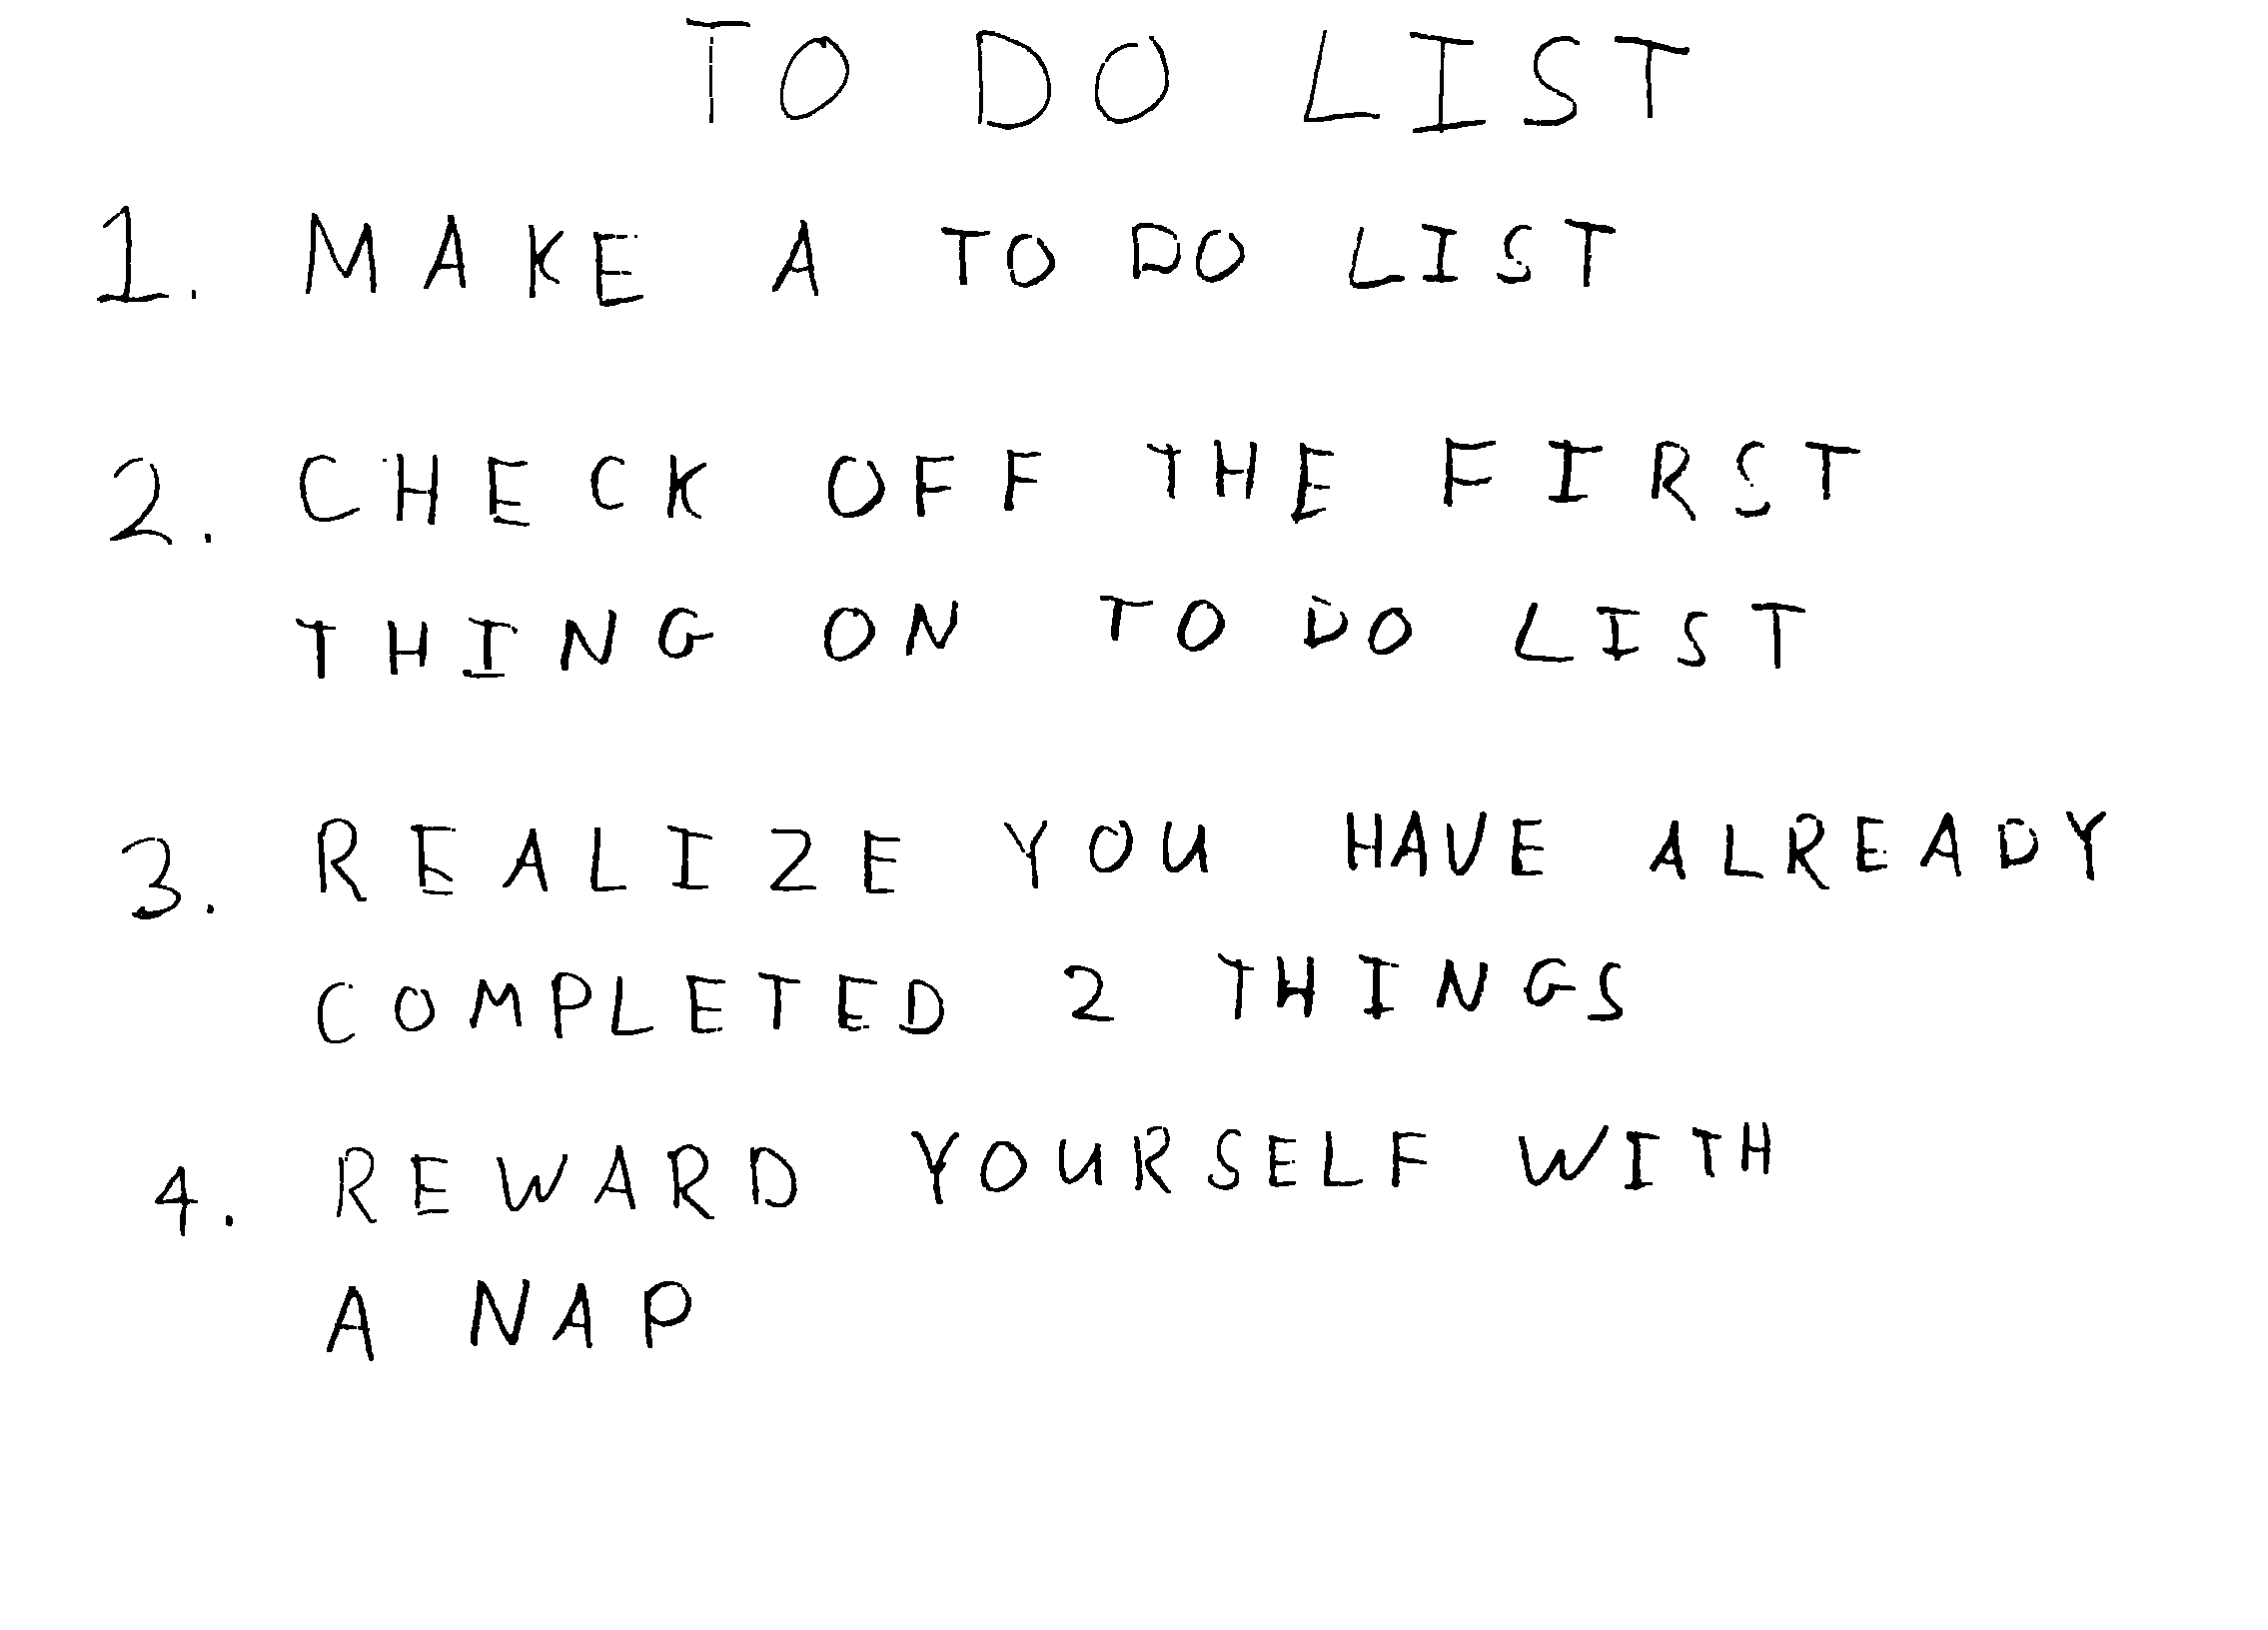 TO DO LIST
1. MAKE A TO DO LIST
2. CHECK OFF THE FIRST
THING ON TO DO LIST
3. REALIZE YOU HAVE ALREADY
COMPLETED 2 THINGS
4. REWARD YOURSELF WITH
A NAP